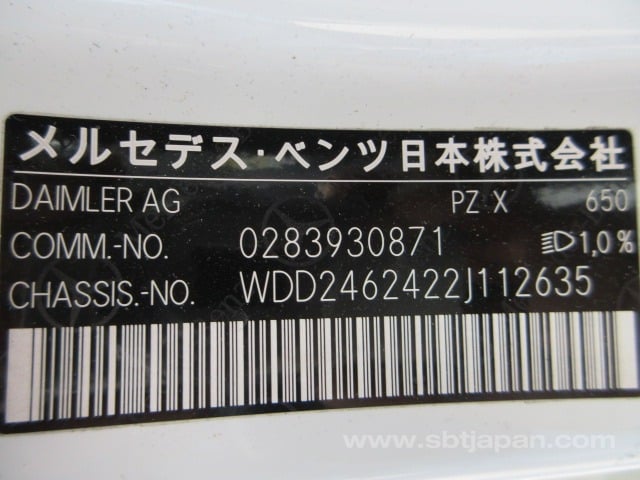 メルセデス・ベンツ日本株式会社
DAIMLER AG PZ X 650
COMM.-NO. 0283930871 1,0%
CHASSIS.-NO. WDD2462422J112635
www.sbtjapan.com